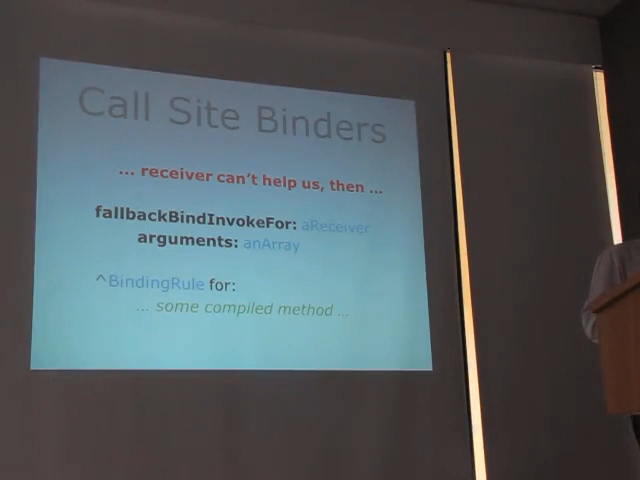 Call Site Binders
... receiver can't help us, then ...
fallbackBindInvokeFor: aReceiver
arguments: anArray
^BindingRule for:
... some compiled method ...